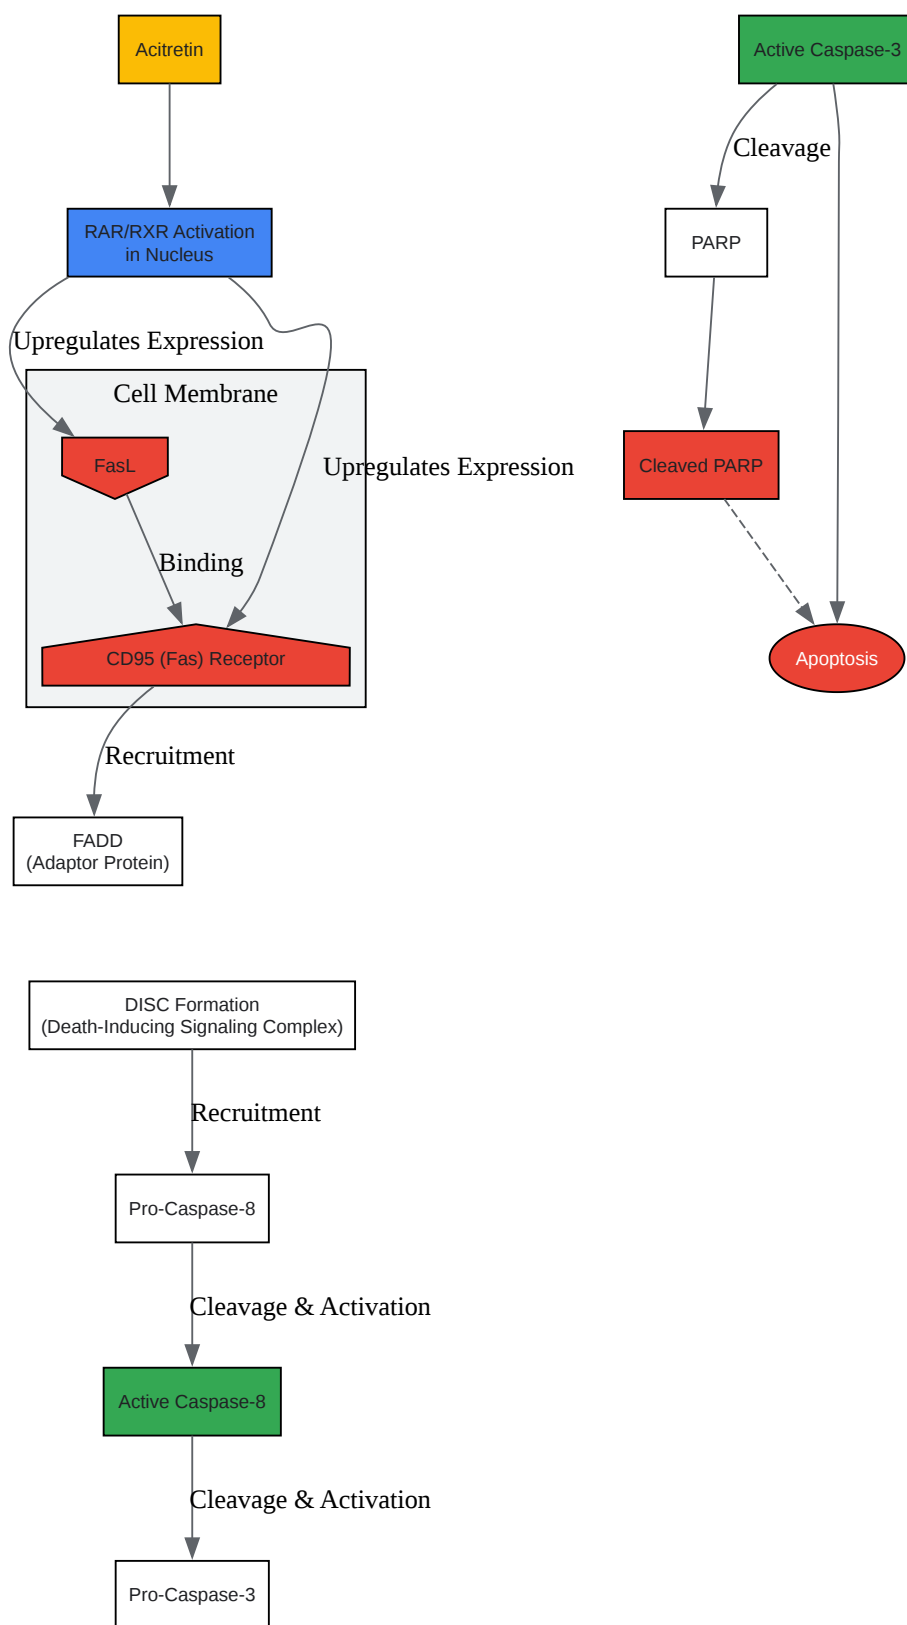 Acitretin
Active Caspase-3
Cleavage
RAR/RXR Activation
in Nucleus
PARP
Upregulates Expression
Cell Membrane
FasL
Upregulates Expression
Cleaved PARP
Binding
CD95 (Fas) Receptor
Apoptosis
Recruitment
FADD
(Adaptor Protein)
DISC Formation
(Death-Inducing Signaling Complex)
Recruitment
Pro-Caspase-8
Cleavage & Activation
Active Caspase-8
Cleavage & Activation
Pro-Caspase-3